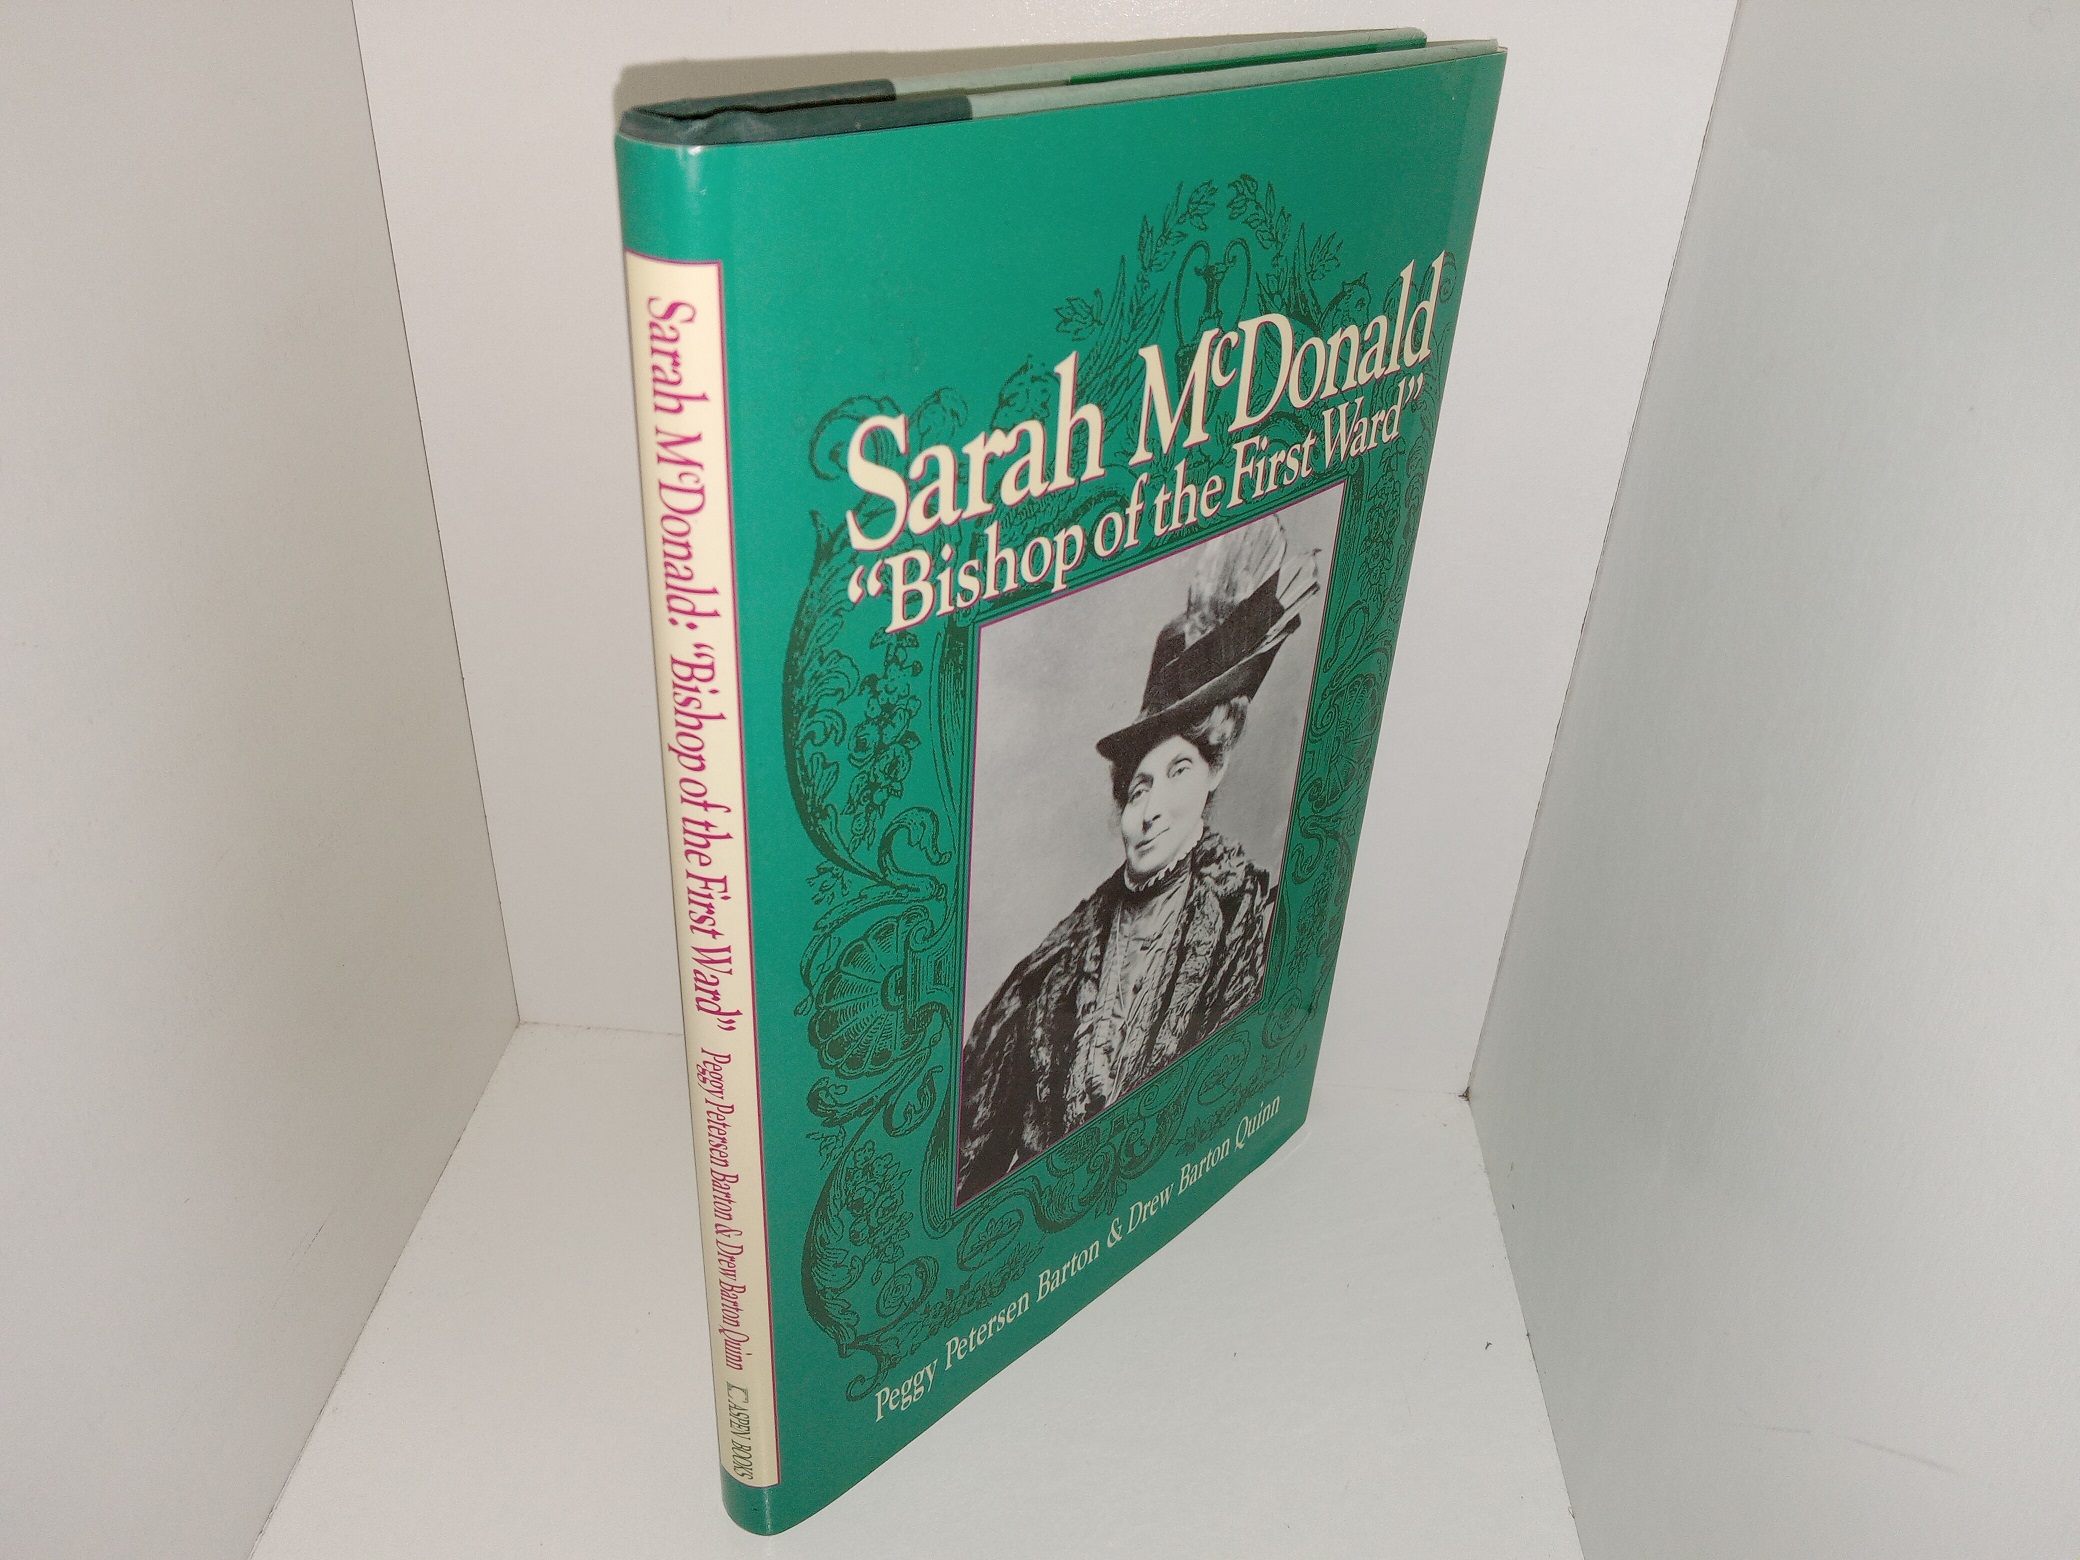 Sarah McDonald: “Bishop of the First Ward” Peggy Petersen Barton & Drew Barton Quinn ASPEN BOOKS
Sarah McDonald
“Bishop of the First Ward”
Peggy Petersen Barton & Drew Barton Quinn